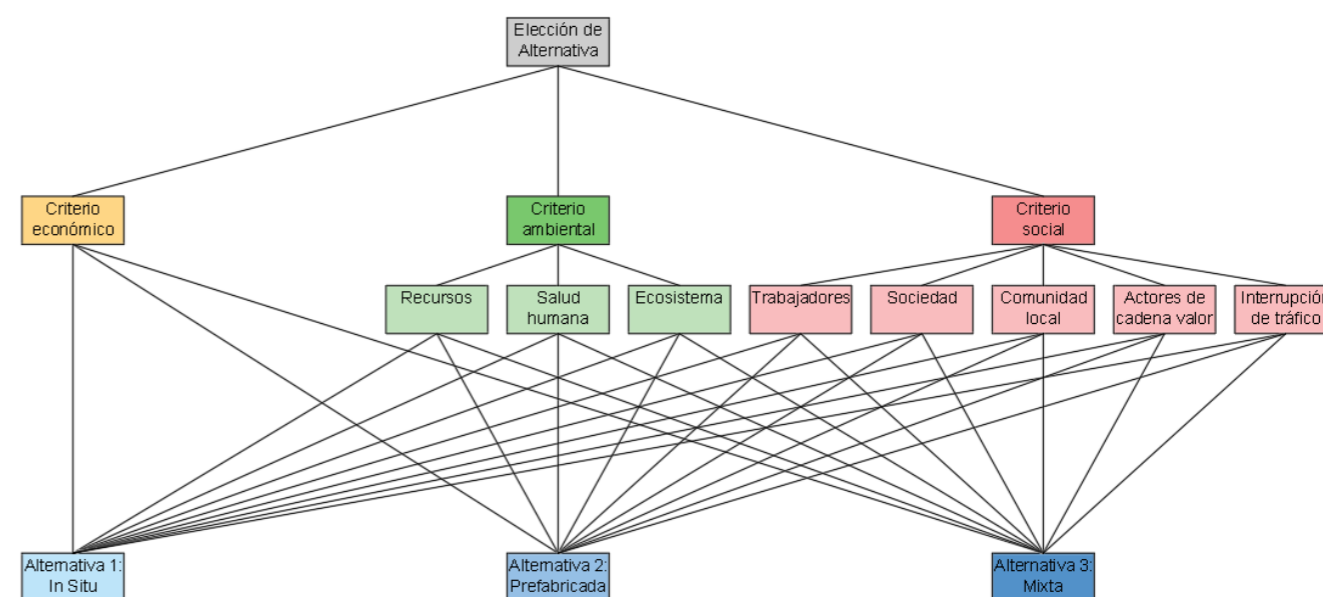 Elección de
Alternativa
Criterio
económico
Criterio
ambiental
Criterio
social
Recursos
Salud
humana
Ecosistema
Trabajadores
Sociedad
Comunidad
local
Actores de
cadena valor
Interrupción
de tráfico
Alternativa 1:
In Situ
Alternativa 2:
Prefabricada
Alternativa 3:
Mixta